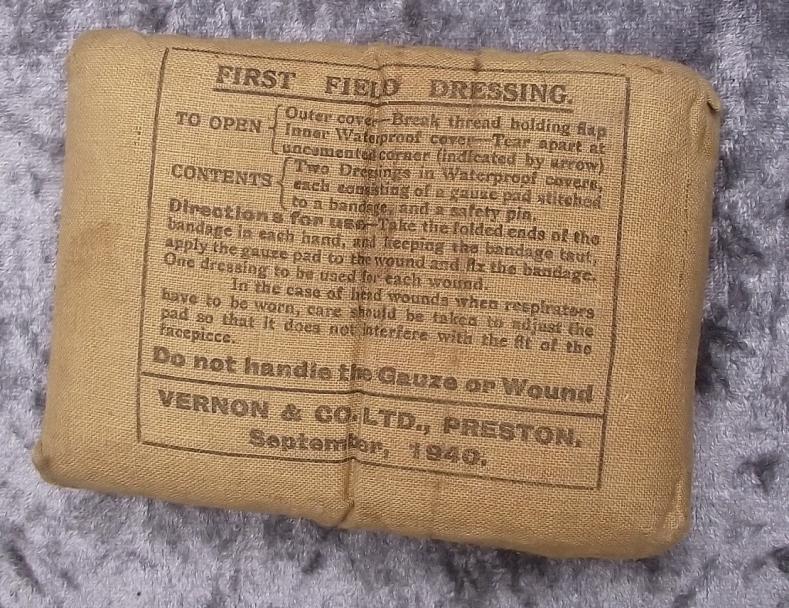 FIRST FIELD DRESSING.
TO OPEN { Outer cover—Break thread holding flap
Inner Waterproof cover—Tear apart at
uncemented corner (indicated by arrow)
CONTENTS { Two Dressings in Waterproof covers,
each consisting of a gauze pad stitched
to a bandage, and a safety pin.
Directions for use—Take the folded ends of the
bandage in each hand, and keeping the bandage taut,
apply the gauze pad to the wound and fix the bandage.
One dressing to be used for each wound.
In the case of head wounds when respirators
have to be worn, care should be taken to adjust the
pad so that it does not interfere with the fit of the
facepiece.
Do not handle the Gauze or Wound
VERNON & CO. LTD., PRESTON.
September, 1940.